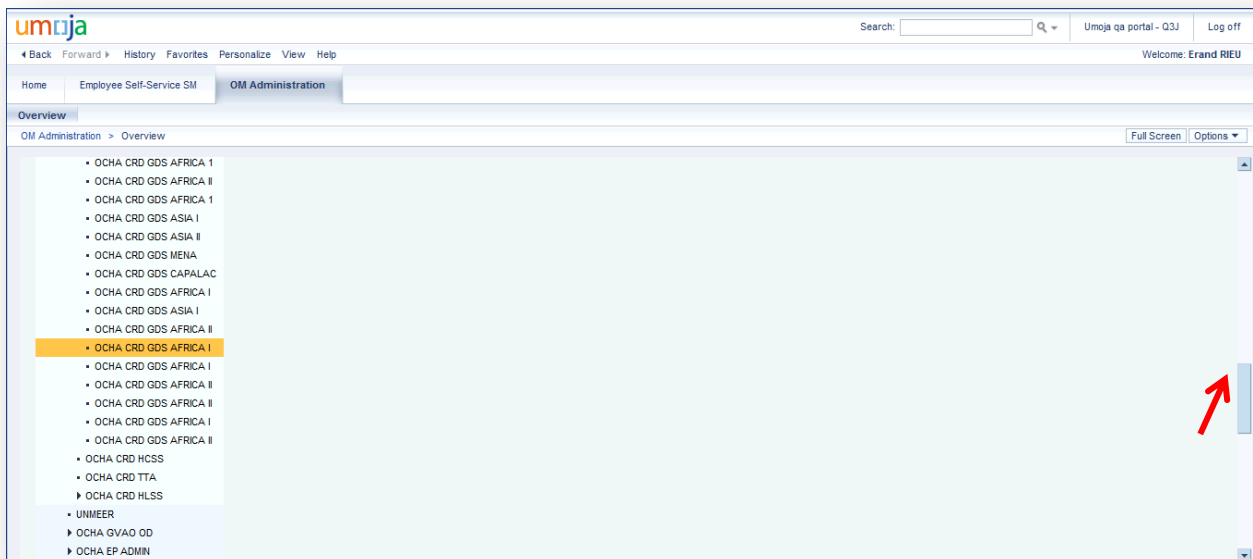 umoja
Search:
Umoja qa portal - Q3J
Log off
Back Forward History Favorites Personalize View Help
Welcome: Erand RIEU
Home Employee Self-Service SM OM Administration
Overview
OM Administration > Overview
Full Screen Options
OCHA CRD GDS AFRICA 1
OCHA CRD GDS AFRICA II
OCHA CRD GDS AFRICA 1
OCHA CRD GDS ASIA I
OCHA CRD GDS ASIA II
OCHA CRD GDS MENA
OCHA CRD GDS CAPALAC
OCHA CRD GDS AFRICA I
OCHA CRD GDS ASIA I
OCHA CRD GDS AFRICA II
OCHA CRD GDS AFRICA I
OCHA CRD GDS AFRICA I
OCHA CRD GDS AFRICA II
OCHA CRD GDS AFRICA II
OCHA CRD GDS AFRICA I
OCHA CRD GDS AFRICA II
OCHA CRD HCSS
OCHA CRD TTA
OCHA CRD HLSS
UNMEER
OCHA GVAO OD
OCHA EP ADMIN